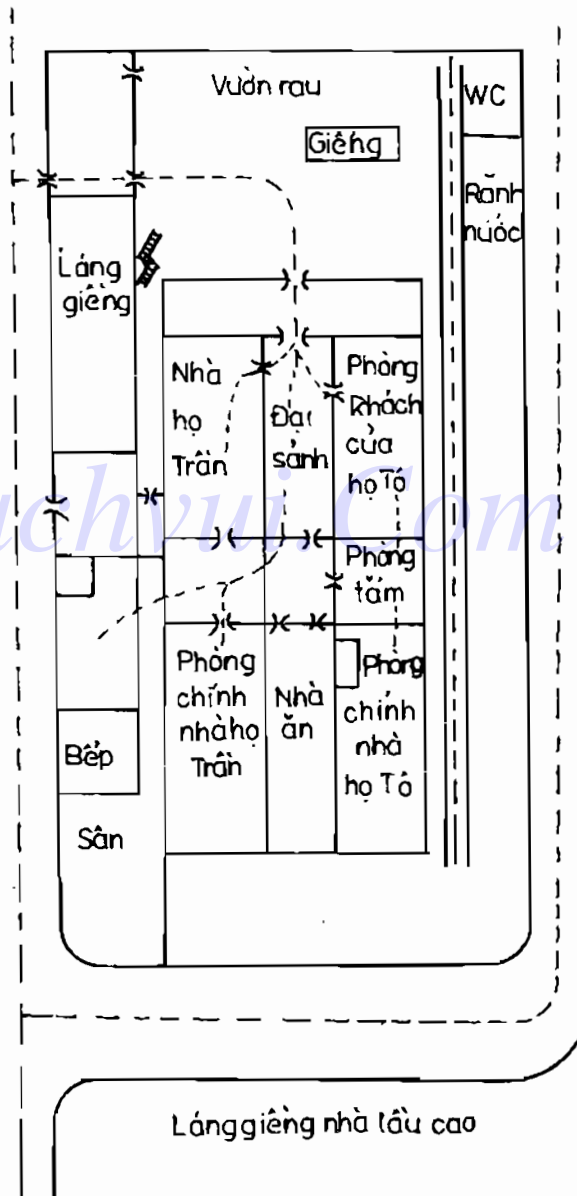 Vườn rau
WC
Giếng
Rãnh
nước
Láng
giềng
Nhà
họ
Trần
Đại
sảnh
Phòng
khách
của
họ Tô
Phòng
tắm
Phòng
chính
nhà họ
Trần
Nhà
ăn
Phòng
chính
nhà
họ Tô
Bếp
Sân
Láng giềng nhà lầu cao
achvui.Com